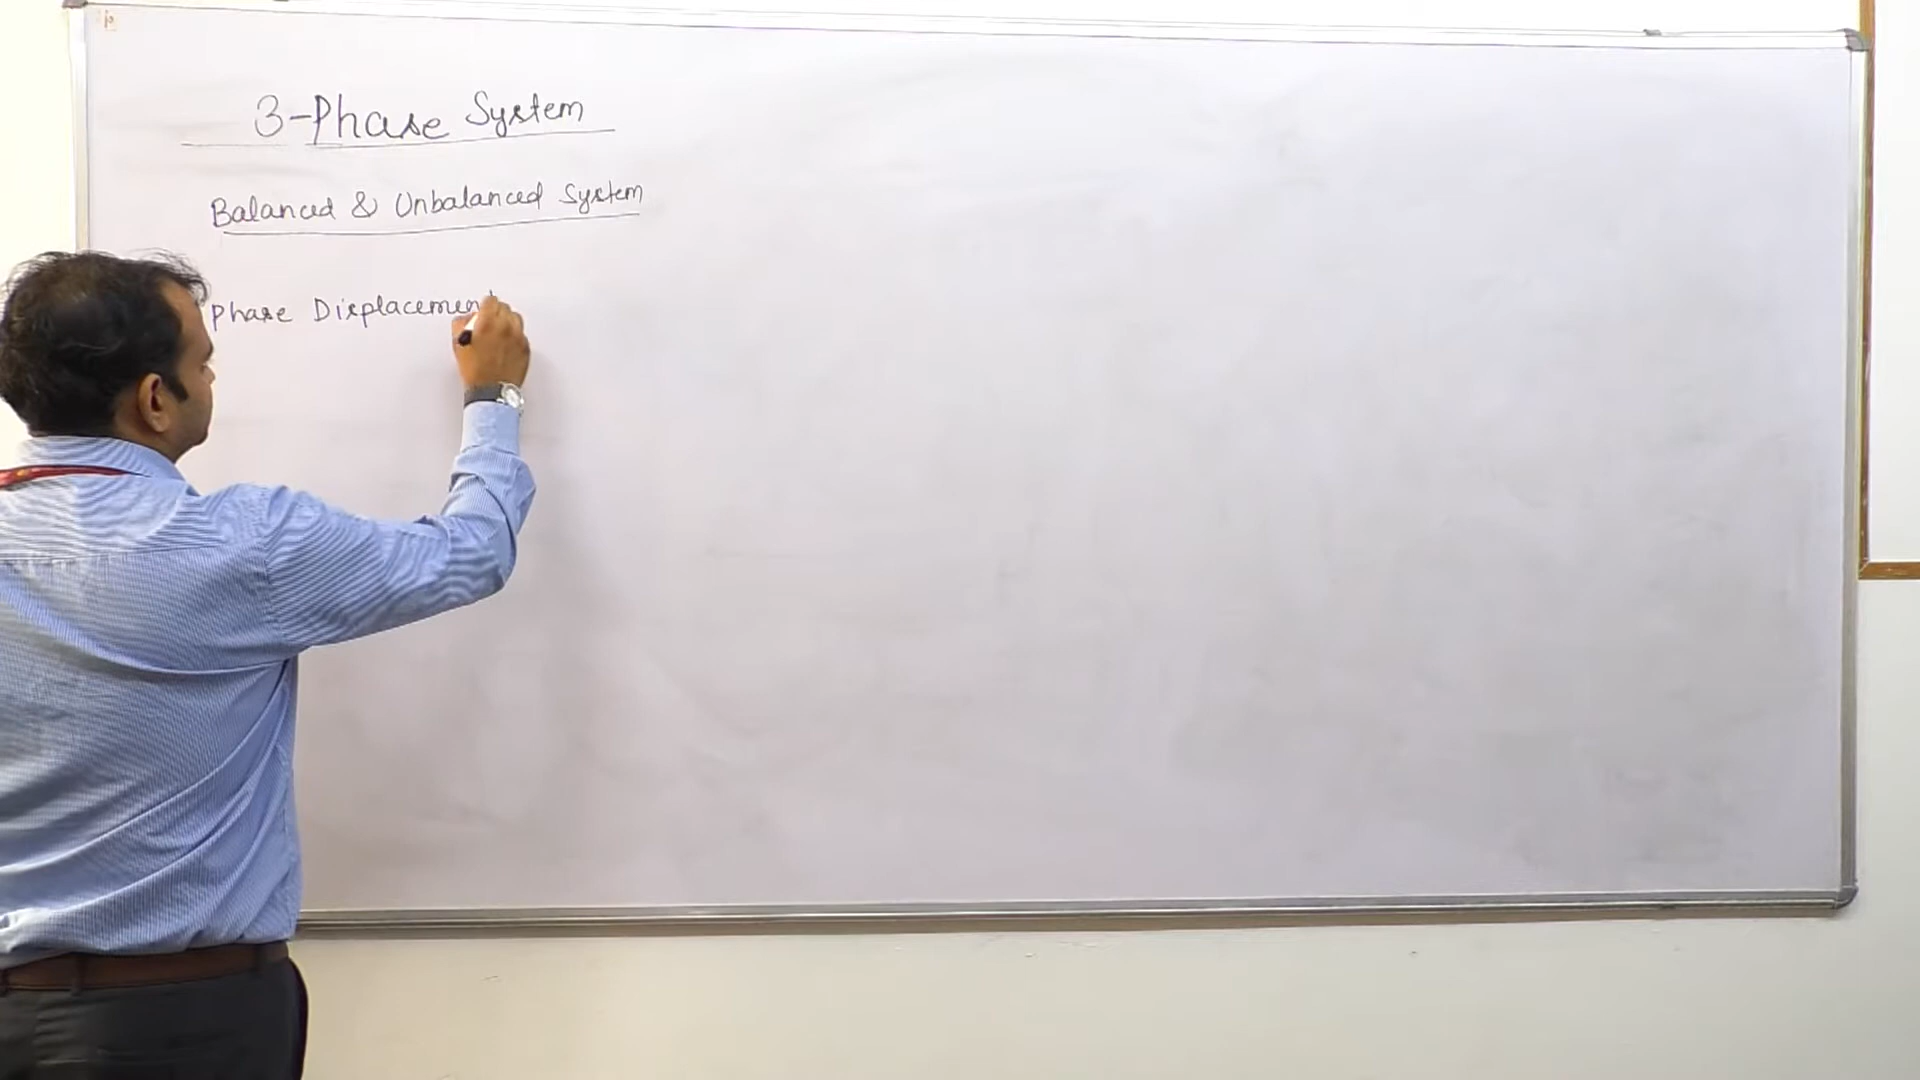 3-Phase System
Balanced & Unbalanced System
Phase Displacement